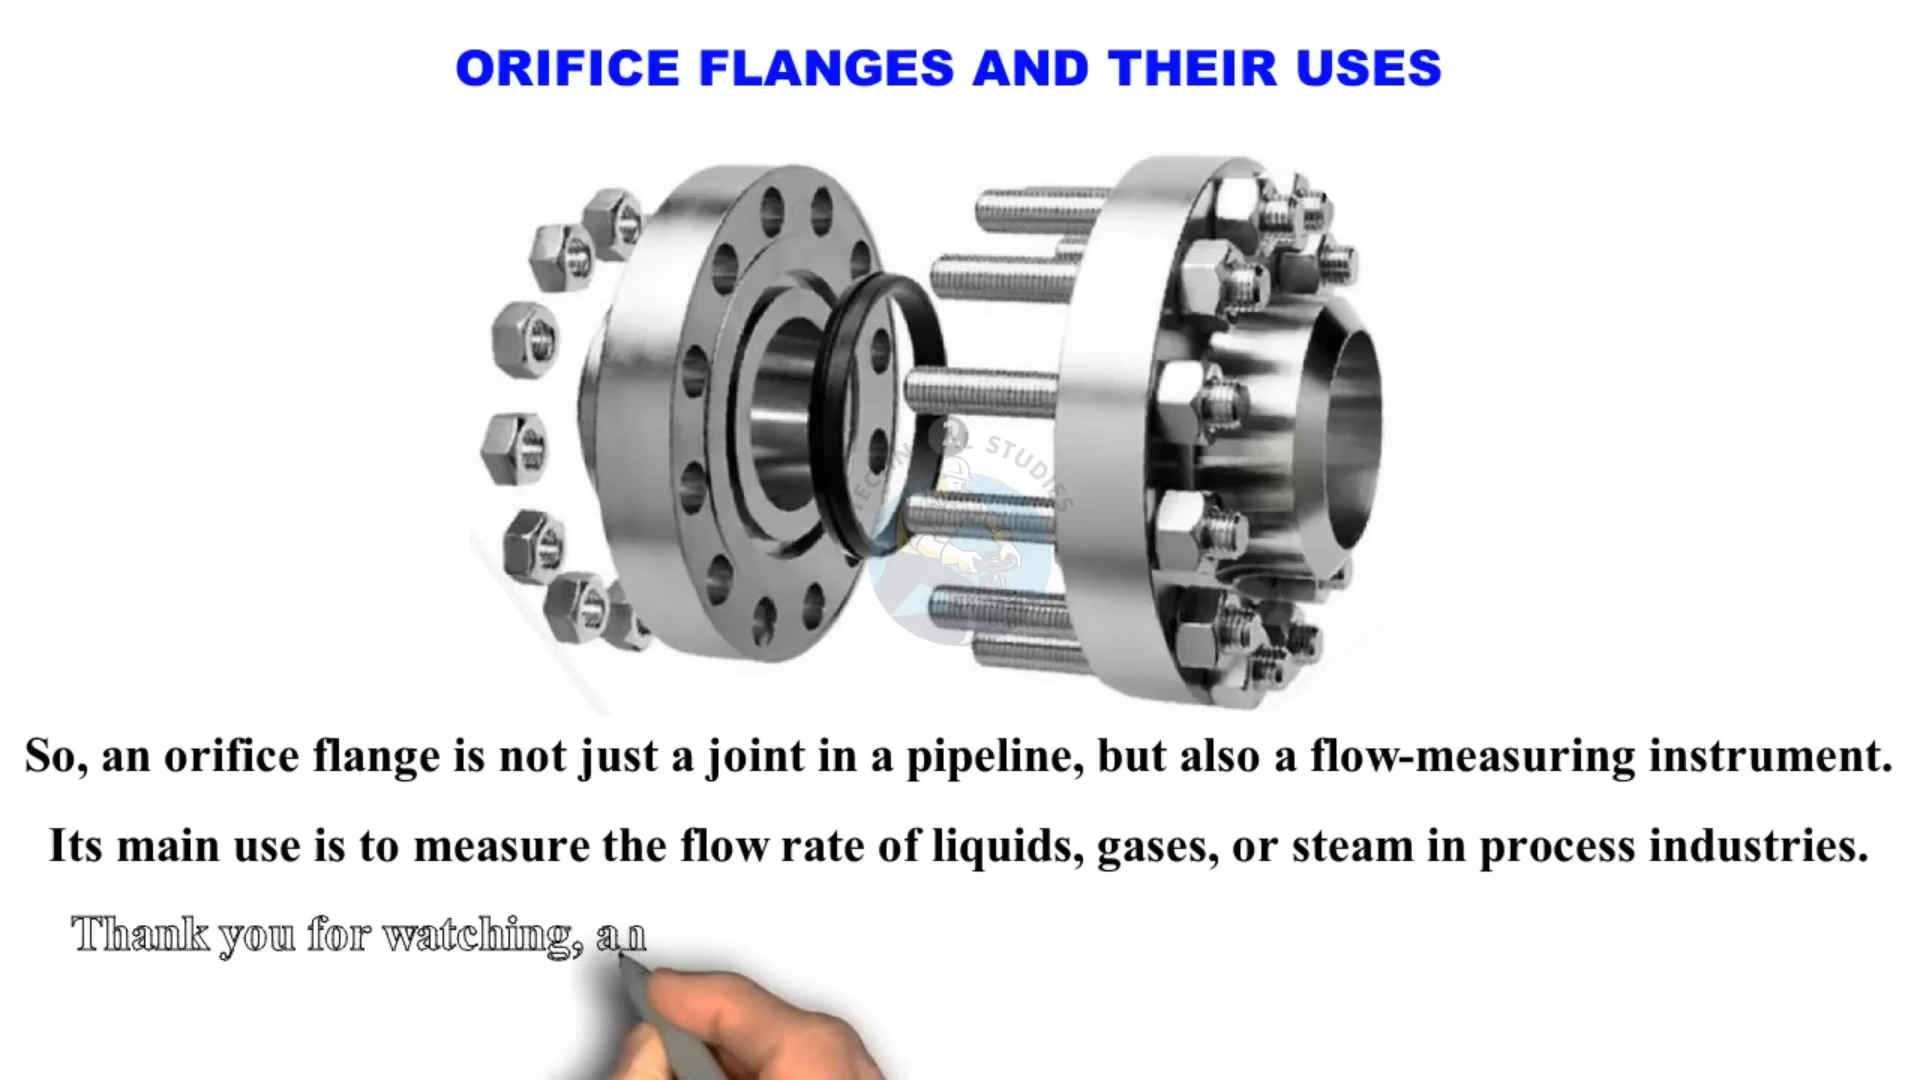 ORIFICE FLANGES AND THEIR USES
TECHNICAL STUDIES
So, an orifice flange is not just a joint in a pipeline, but also a flow-measuring instrument.
Its main use is to measure the flow rate of liquids, gases, or steam in process industries.
Thank you for watching, an